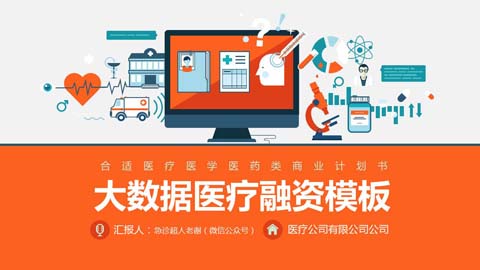 合适医疗医学医药类商业计划书
大数据医疗融资模板
汇报人：急诊超人老谢（微信公众号）
医疗公司有限公司公司